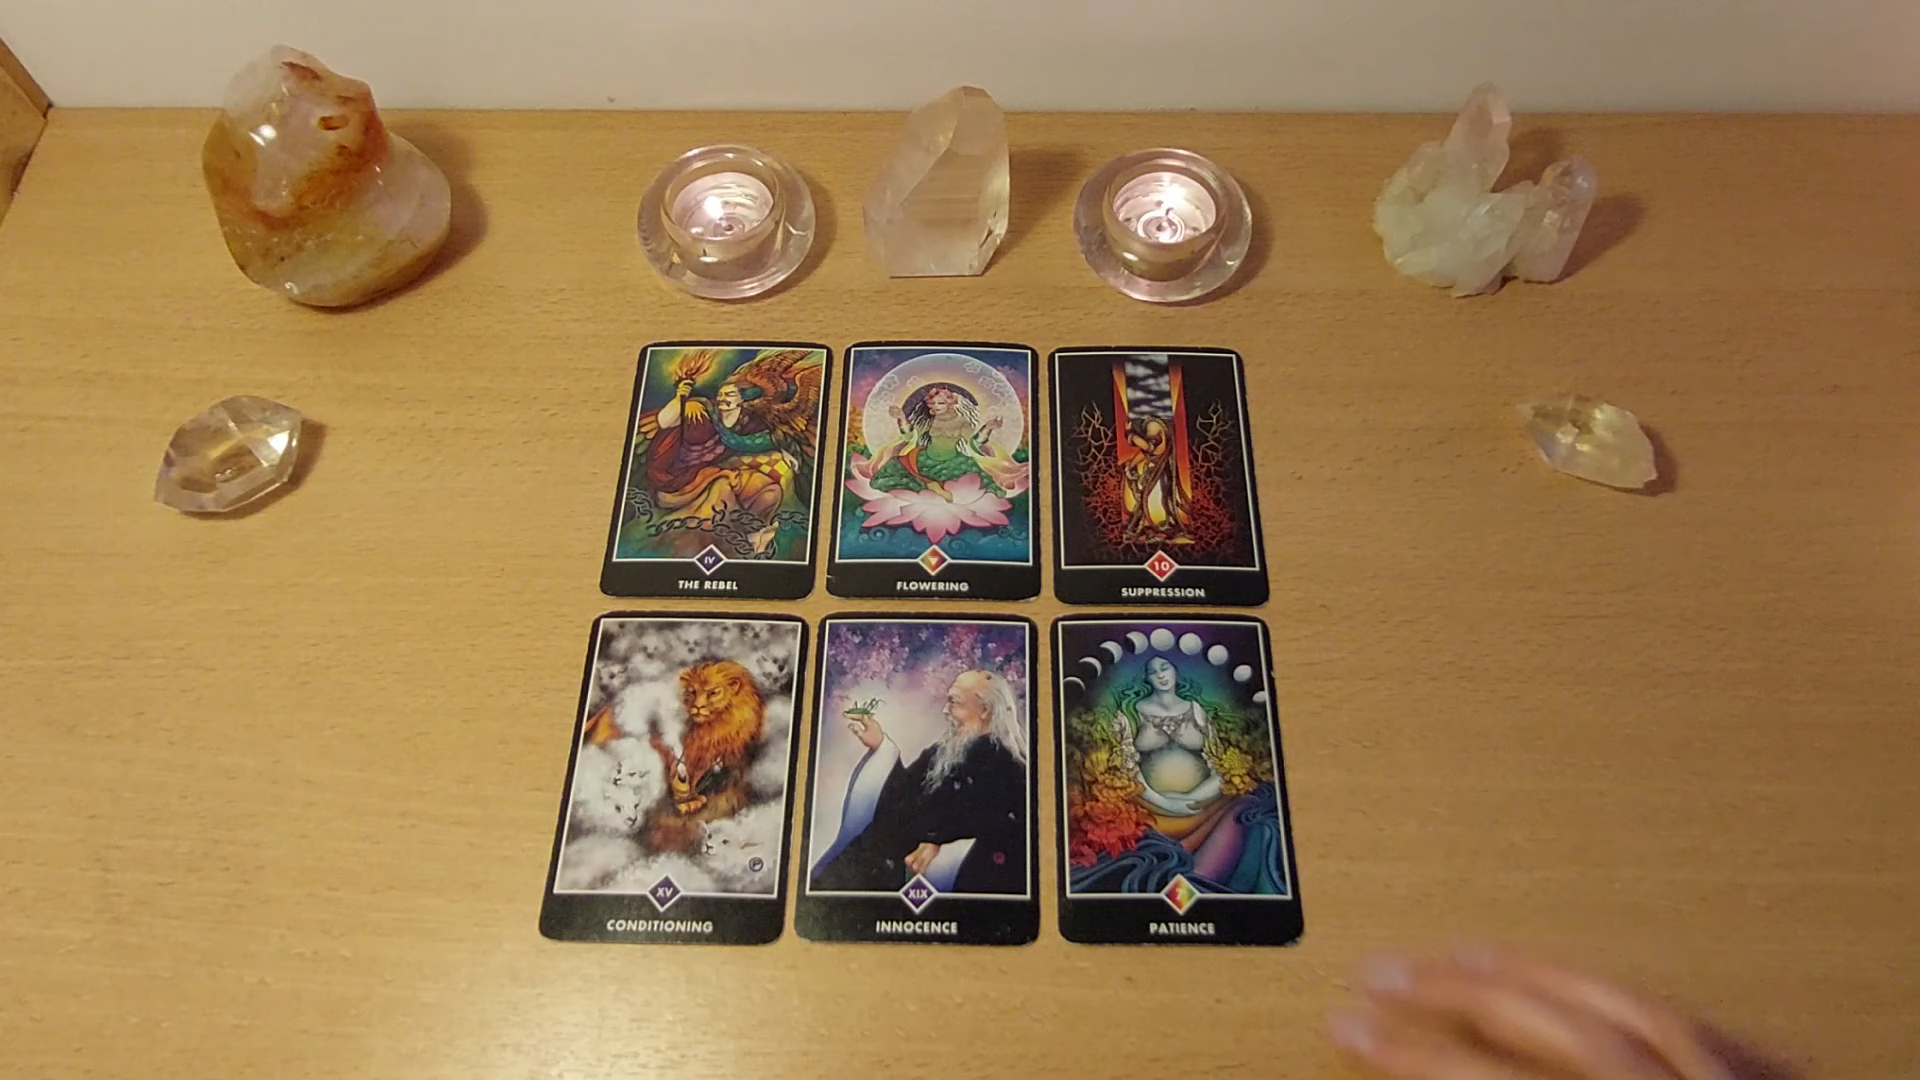 IV
THE REBEL
FLOWERING
10
SUPPRESSION
XV
CONDITIONING
XIX
INNOCENCE
PATIENCE